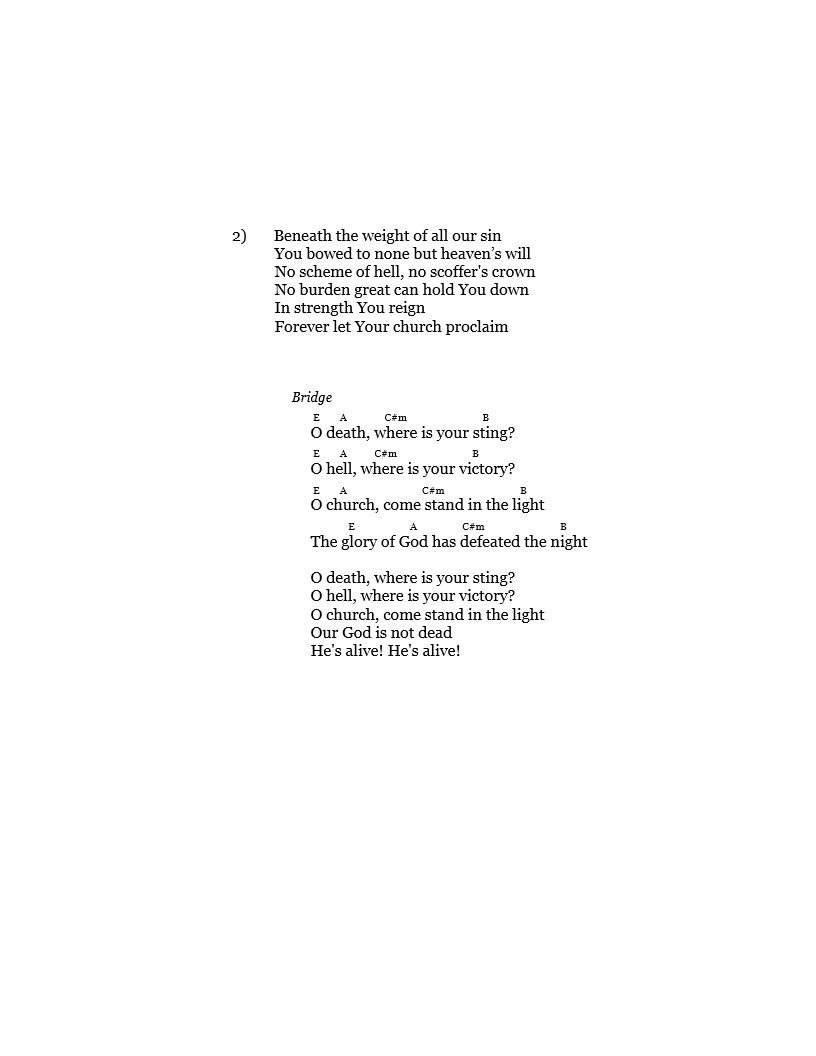 2) Beneath the weight of all our sin
You bowed to none but heaven’s will
No scheme of hell, no scoffer's crown
No burden great can hold You down
In strength You reign
Forever let Your church proclaim
Bridge
E A C#m B
O death, where is your sting?
E A C#m B
O hell, where is your victory?
E A C#m B
O church, come stand in the light
E A C#m B
The glory of God has defeated the night
O death, where is your sting?
O hell, where is your victory?
O church, come stand in the light
Our God is not dead
He's alive! He's alive!